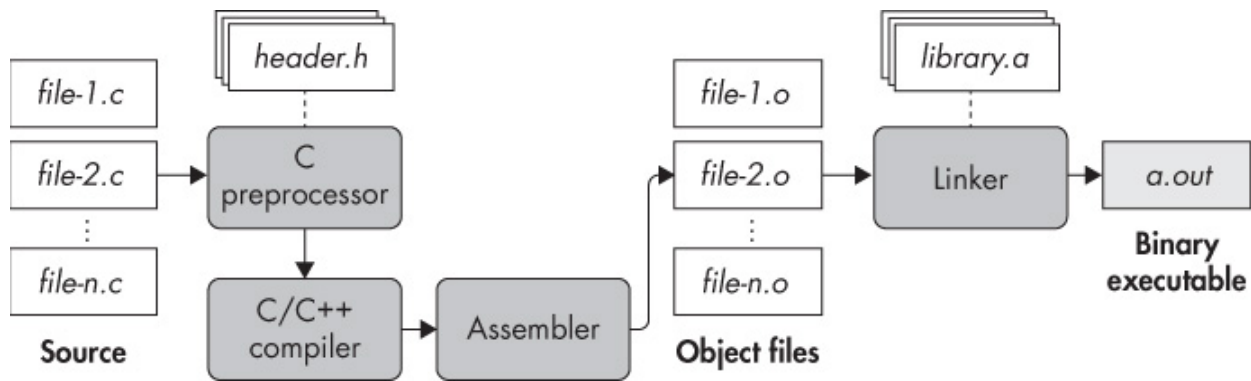 file-1.c
file-2.c
⋮
file-n.c
Source
header.h
C
preprocessor
C/C++
compiler
Assembler
file-1.o
file-2.o
⋮
file-n.o
Object files
library.a
Linker
a.out
Binary
executable